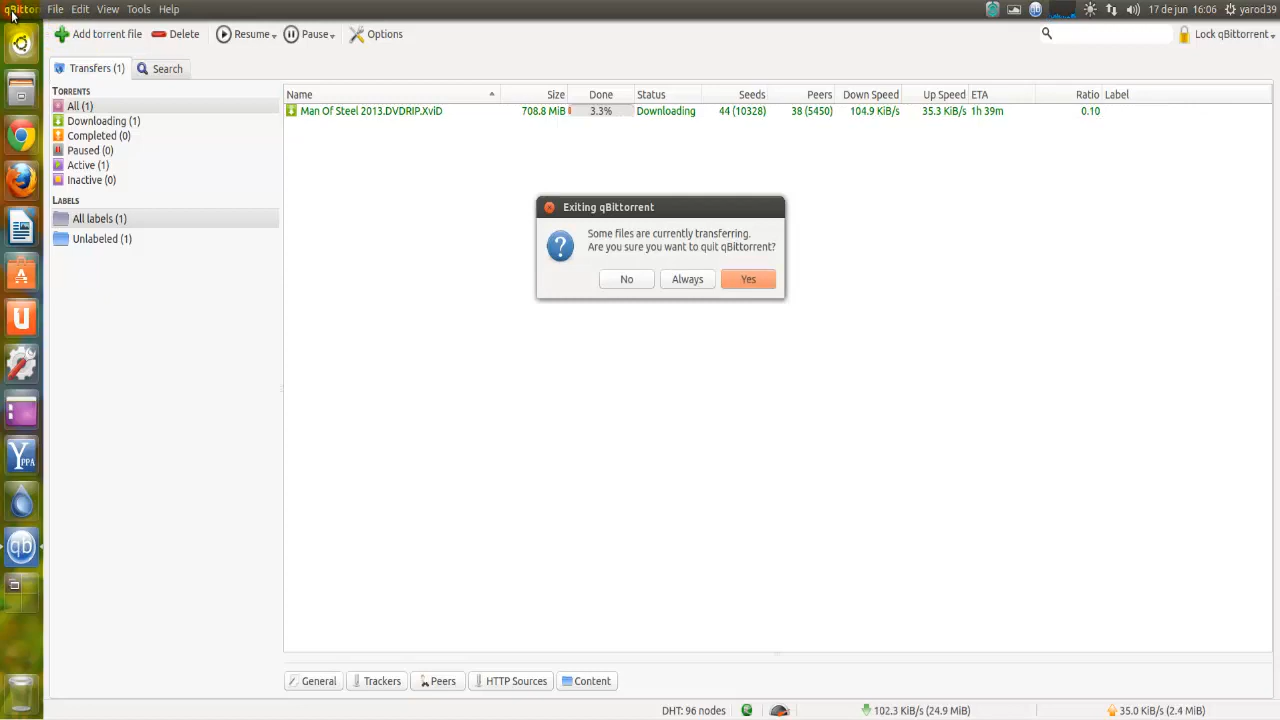 qBittor
File Edit View Tools Help
17 de jun 16:06 yarod39
Add torrent file Delete Resume Pause Options
Lock qBittorrent
Transfers (1) Search
TORRENTS
All (1)
Downloading (1)
Completed (0)
Paused (0)
Active (1)
Inactive (0)
LABELS
All labels (1)
Unlabeled (1)
Name Size Done Status Seeds Peers Down Speed Up Speed ETA Ratio Label
Man Of Steel 2013.DVDRIP.XviD 708.8 MiB 3.3% Downloading 44 (10328) 38 (5450) 104.9 KiB/s 35.3 KiB/s 1h 39m 0.10
Exiting qBittorrent
Some files are currently transferring.
Are you sure you want to quit qBittorrent?
No Always Yes
YPPA
qb
General Trackers Peers HTTP Sources Content
DHT: 96 nodes 102.3 KiB/s (24.9 MiB) 35.0 KiB/s (2.4 MiB)